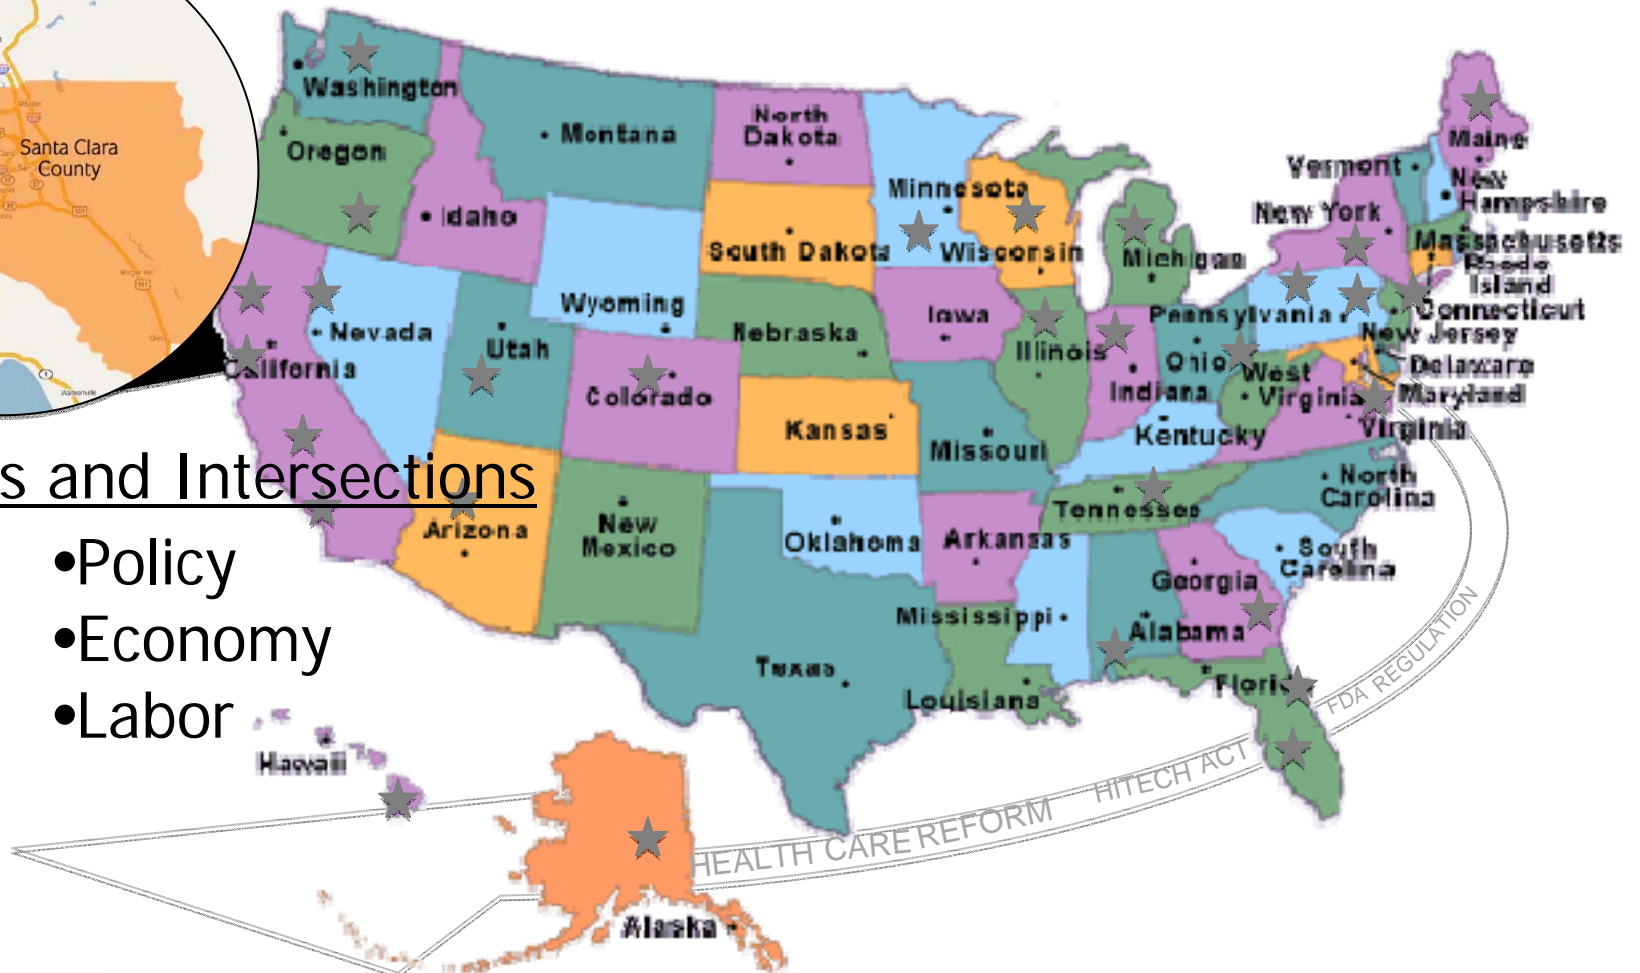 Santa Clara
County
Washington
Oregon
Idaho
Montana
North
Dakota
South Dakota
Minnesota
Wisconsin
Michigan
Wyoming
Nevada
Utah
Colorado
California
Nebraska
Iowa
Illinois
Indiana
Ohio
Pennsylvania
New York
Vermont
Maine
New
Hampshire
Massachusetts
Rhode
Island
Connecticut
New Jersey
Delaware
Maryland
West
Virginia
Virginia
Kentucky
Kansas
Missouri
Tennessee
North
Carolina
South
Carolina
Arizona
New
Mexico
Oklahoma
Arkansas
Georgia
Alabama
Mississippi
Texas
Louisiana
Florida
Hawaii
Alaska
s and Intersections
•Policy
•Economy
•Labor
HEALTH CARE REFORM
HITECH ACT
FDA REGULATION